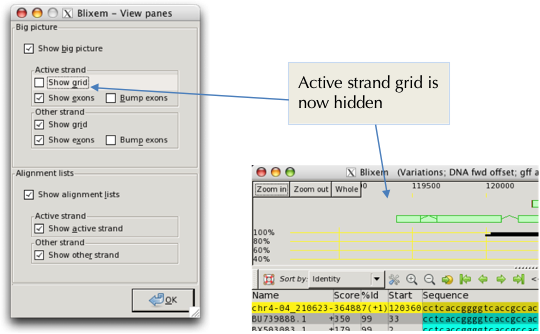 Blixem – View panes
Big picture
Show big picture
Active strand
Show grid
Show exons Bump exons
Other strand
Show grid
Show exons Bump exons
Alignment lists
Show alignment lists
Active strand
Show active strand
Other strand
Show other strand
OK
Active strand grid is
now hidden
Blixem (Variations; DNA fwd offset; gff a
Zoom in Zoom out Whole 00 119500 120000
100%
80%
60%
40%
Sort by: Identity
Name Score %Id Start Sequence
chr4-04_210623-364887(+1) 120360 cctcaccggggtcaccgccac
BU739888.1 +350 99 33 cctcaccggggtcaccgccas
BX503083.1 +179 99 2